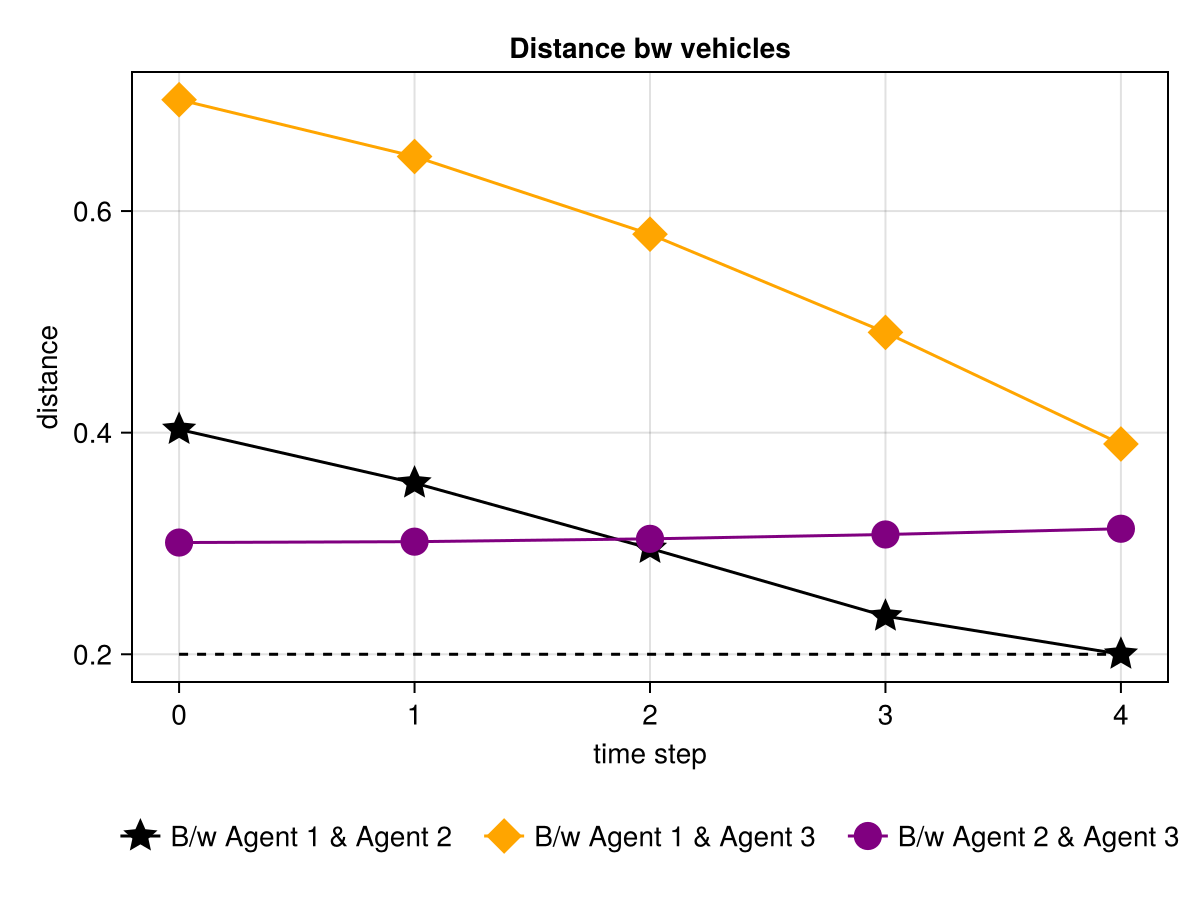 Distance bw vehicles
distance
0.6
0.4
0.2
0 1 2 3 4
time step
B/w Agent 1 & Agent 2 B/w Agent 1 & Agent 3 B/w Agent 2 & Agent 3